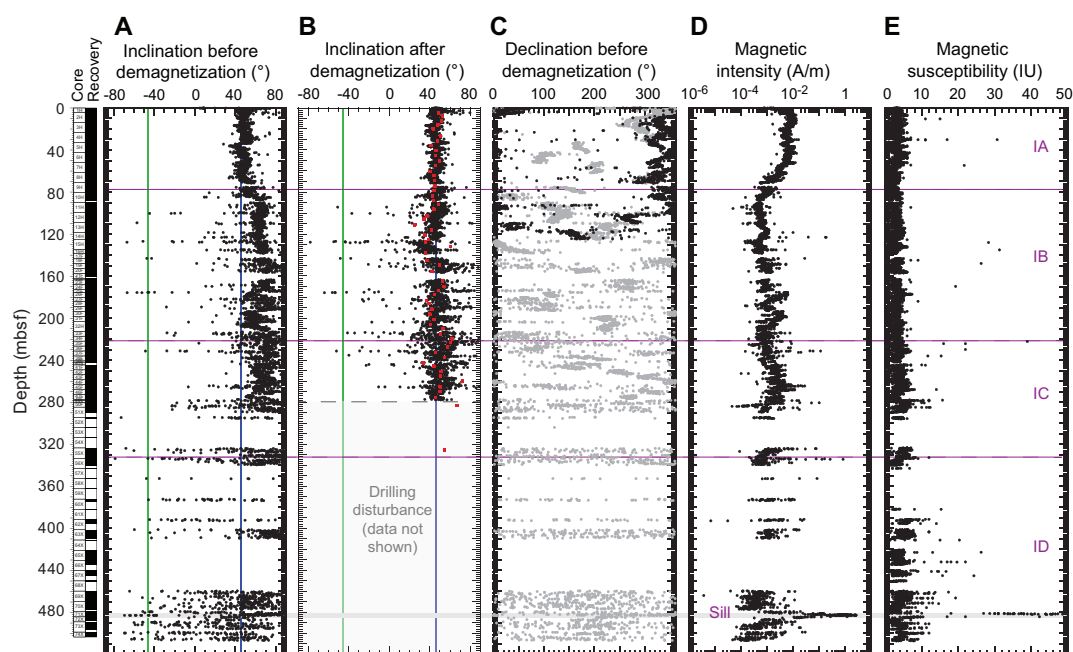 A
B
C
D
E
Core
Recovery
Inclination before
demagnetization (°)
Inclination after
demagnetization (°)
Declination before
demagnetization (°)
Magnetic
intensity (A/m)
Magnetic
susceptibility (IU)
-80 -40 0 40 80
-80 -40 0 40 80
0 100 200 300
10-6 10-4 10-2 1
0 10 20 30 40 50
Depth (mbsf)
0
40
80
120
160
200
240
280
320
360
400
440
480
IA
IB
IC
ID
Drilling
disturbance
(data not
shown)
Sill